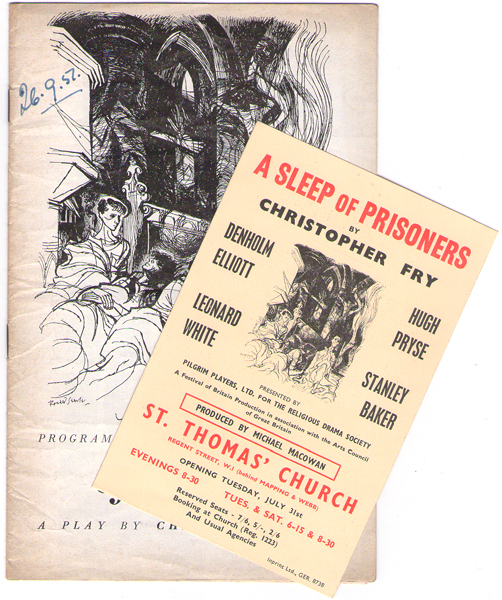 26.9.51.
PROGRAM
A PLAY BY CH
A SLEEP OF PRISONERS
BY
CHRISTOPHER FRY
DENHOLM
ELLIOTT
HUGH
PRYSE
LEONARD
WHITE
STANLEY
BAKER
PRESENTED BY
PILGRIM PLAYERS, LTD. FOR THE RELIGIOUS DRAMA SOCIETY
A Festival of Britain Production in association with the Arts Council
of Great Britain
PRODUCED BY MICHAEL MACOWAN
ST. THOMAS' CHURCH
REGENT STREET, W.I (behind MAPPING & WEBB)
OPENING TUESDAY, JULY 31st
EVENINGS 8-30 TUES. & SAT. 6-15 & 8-30
Reserved Seats - 7/6, 5/-, 2/6
Booking at Church (Reg. 1223)
And Usual Agencies
Inprint Ltd., GER. 8738